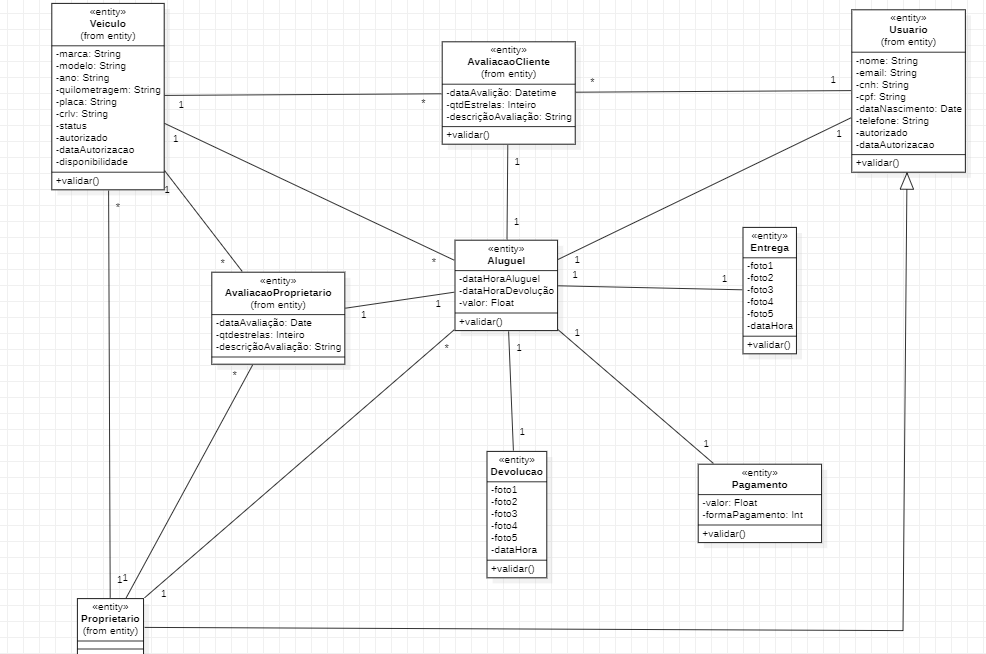 «entity»
Veiculo
(from entity)
-marca: String
-modelo: String
-ano: String
-quilometragem: String
-placa: String
-crlv: String
-status
-autorizado
-dataAutorizacao
-disponibilidade
+validar()
«entity»
AvaliacaoCliente
(from entity)
-dataAvalição: Datetime
-qtdEstrelas: Inteiro
-descriçãoAvaliação: String
+validar()
«entity»
Usuario
(from entity)
-nome: String
-email: String
-cnh: String
-cpf: String
-dataNascimento: Date
-telefone: String
-autorizado
-dataAutorizacao
+validar()
1
*
*
1
1
1
1
1
*
1
1
*
*
«entity»
AvaliacaoProprietario
(from entity)
-dataAvaliação: Date
-qtdestrelas: Inteiro
-descriçãoAvaliação: String
*
1
1
«entity»
Aluguel
-dataHoraAluguel
-dataHoraDevolução
-valor: Float
+validar()
1
1
1
«entity»
Entrega
-foto1
-foto2
-foto3
-foto4
-foto5
-dataHora
+validar()
*
1
1
1
1
«entity»
Devolucao
-foto1
-foto2
-foto3
-foto4
-foto5
-dataHora
+validar()
«entity»
Pagamento
-valor: Float
-formaPagamento: Int
+validar()
1
1
1
«entity»
Proprietario
(from entity)